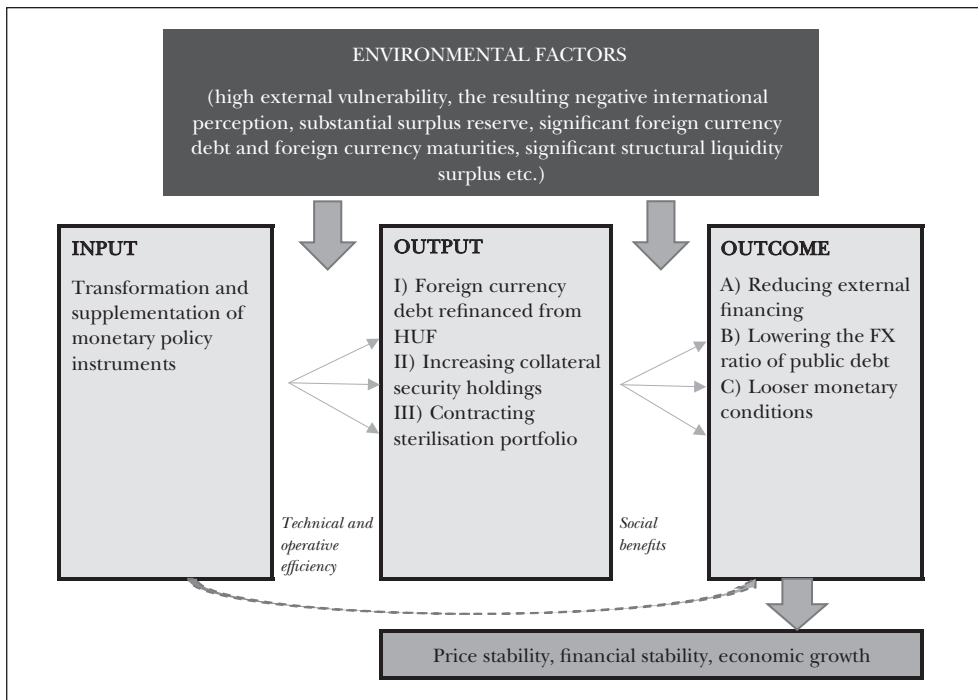 ENVIRONMENTAL FACTORS
(high external vulnerability, the resulting negative international
perception, substantial surplus reserve, significant foreign currency
debt and foreign currency maturities, significant structural liquidity
surplus etc.)
INPUT
Transformation and
supplementation of
monetary policy
instruments
OUTPUT
I) Foreign currency
debt refinanced from
HUF
II) Increasing collateral
security holdings
III) Contracting
sterilisation portfolio
OUTCOME
A) Reducing external
financing
B) Lowering the FX
ratio of public debt
C) Looser monetary
conditions
Technical and
operative
efficiency
Social
benefits
Price stability, financial stability, economic growth